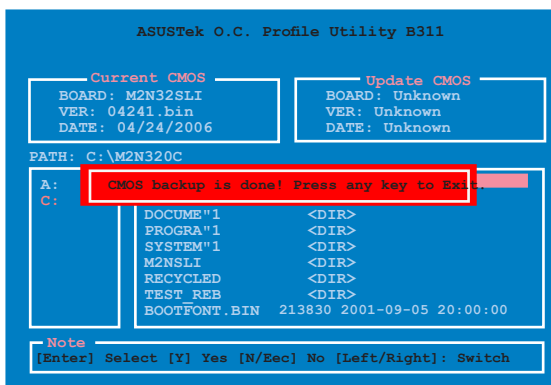 ASUSTek O.C. Profile Utility B311
Current CMOS
BOARD: M2N32SLI
VER: 04241.bin
DATE: 04/24/2006
Update CMOS
BOARD: Unknown
VER: Unknown
DATE: Unknown
PATH: C:\M2N320C
A:
C:
CMOS backup is done! Press any key to Exit.
DOCUME"1 <DIR>
PROGRA"1 <DIR>
SYSTEM"1 <DIR>
M2NSLI <DIR>
RECYCLED <DIR>
TEST_REB <DIR>
BOOTFONT.BIN 213830 2001-09-05 20:00:00
Note
[Enter] Select [Y] Yes [N/Eec] No [Left/Right]: Switch